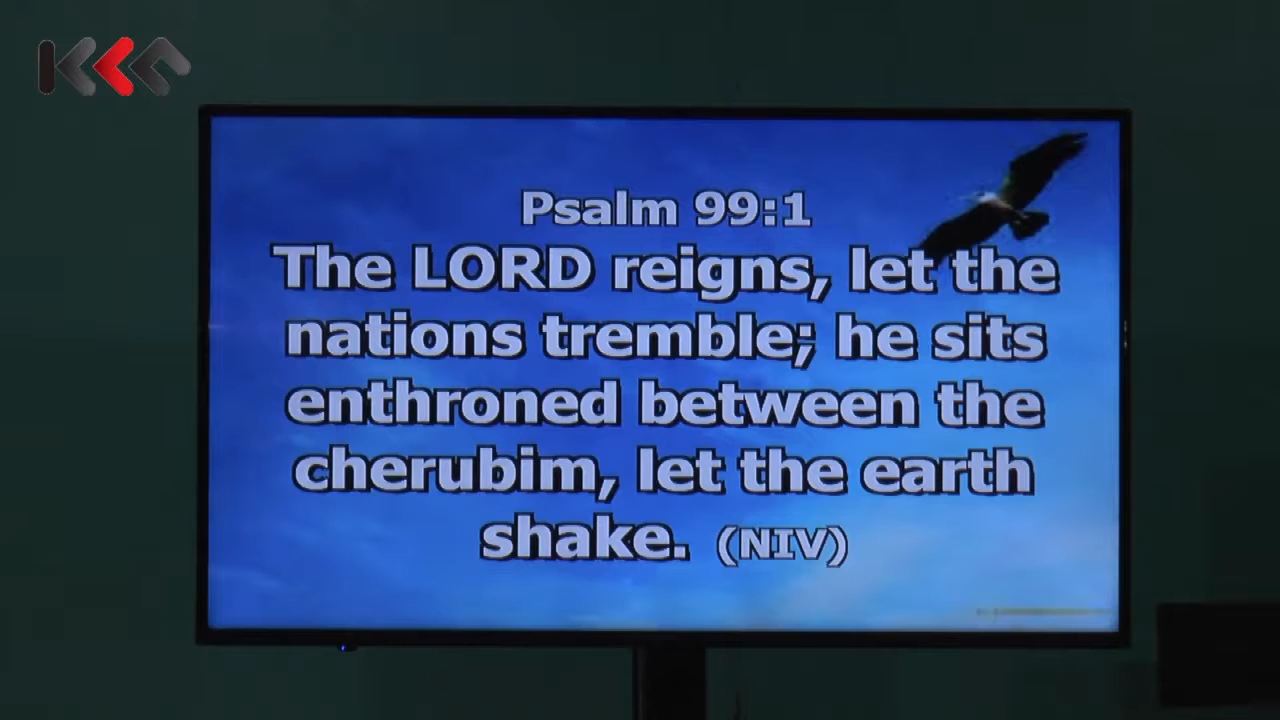 Psalm 99:1
The LORD reigns, let the
nations tremble; he sits
enthroned between the
cherubim, let the earth
shake. (NIV)